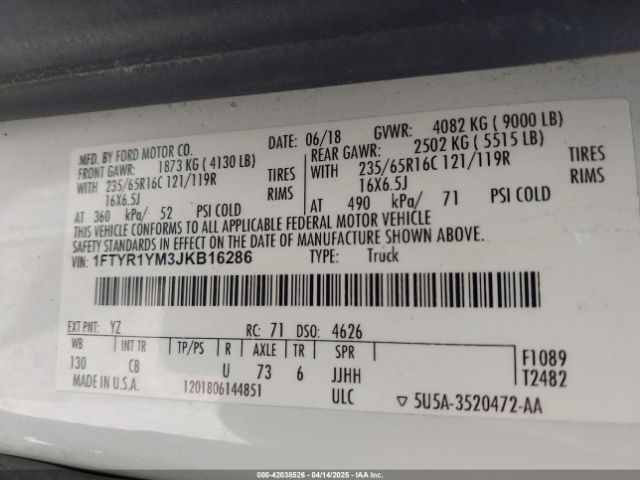 MFD. BY FORD MOTOR CO. DATE: 06/18 GVWR: 4082 KG ( 9000 LB)
FRONT GAWR: 1873 KG ( 4130 LB) REAR GAWR: 2502 KG ( 5515 LB)
WITH 235/65R16C 121/119R TIRES WITH 235/65R16C 121/119R TIRES
16X6.5J RIMS 16X6.5J RIMS
AT 360 kPa/ 52 PSI COLD AT 490 kPa/ 71 PSI COLD
THIS VEHICLE CONFORMS TO ALL APPLICABLE FEDERAL MOTOR VEHICLE
SAFTY STANDARDS IN EFFECT ON THE DATE OF MANUFACTURE SHOWN ABOVE.
VIN: 1FTYR1YM3JKB16286 TYPE: Truck
EXT PNT: YZ RC: 71 DSO: 4626
WB INT TR TP/PS R AXLE TR SPR F1089
130 CB U 73 6 JJHH T2482
MADE IN U.S.A. 1201806144851 ULC ▽ 5U5A-3520472-AA
000-42038526 - 04/14/2025 - IAA, Inc.